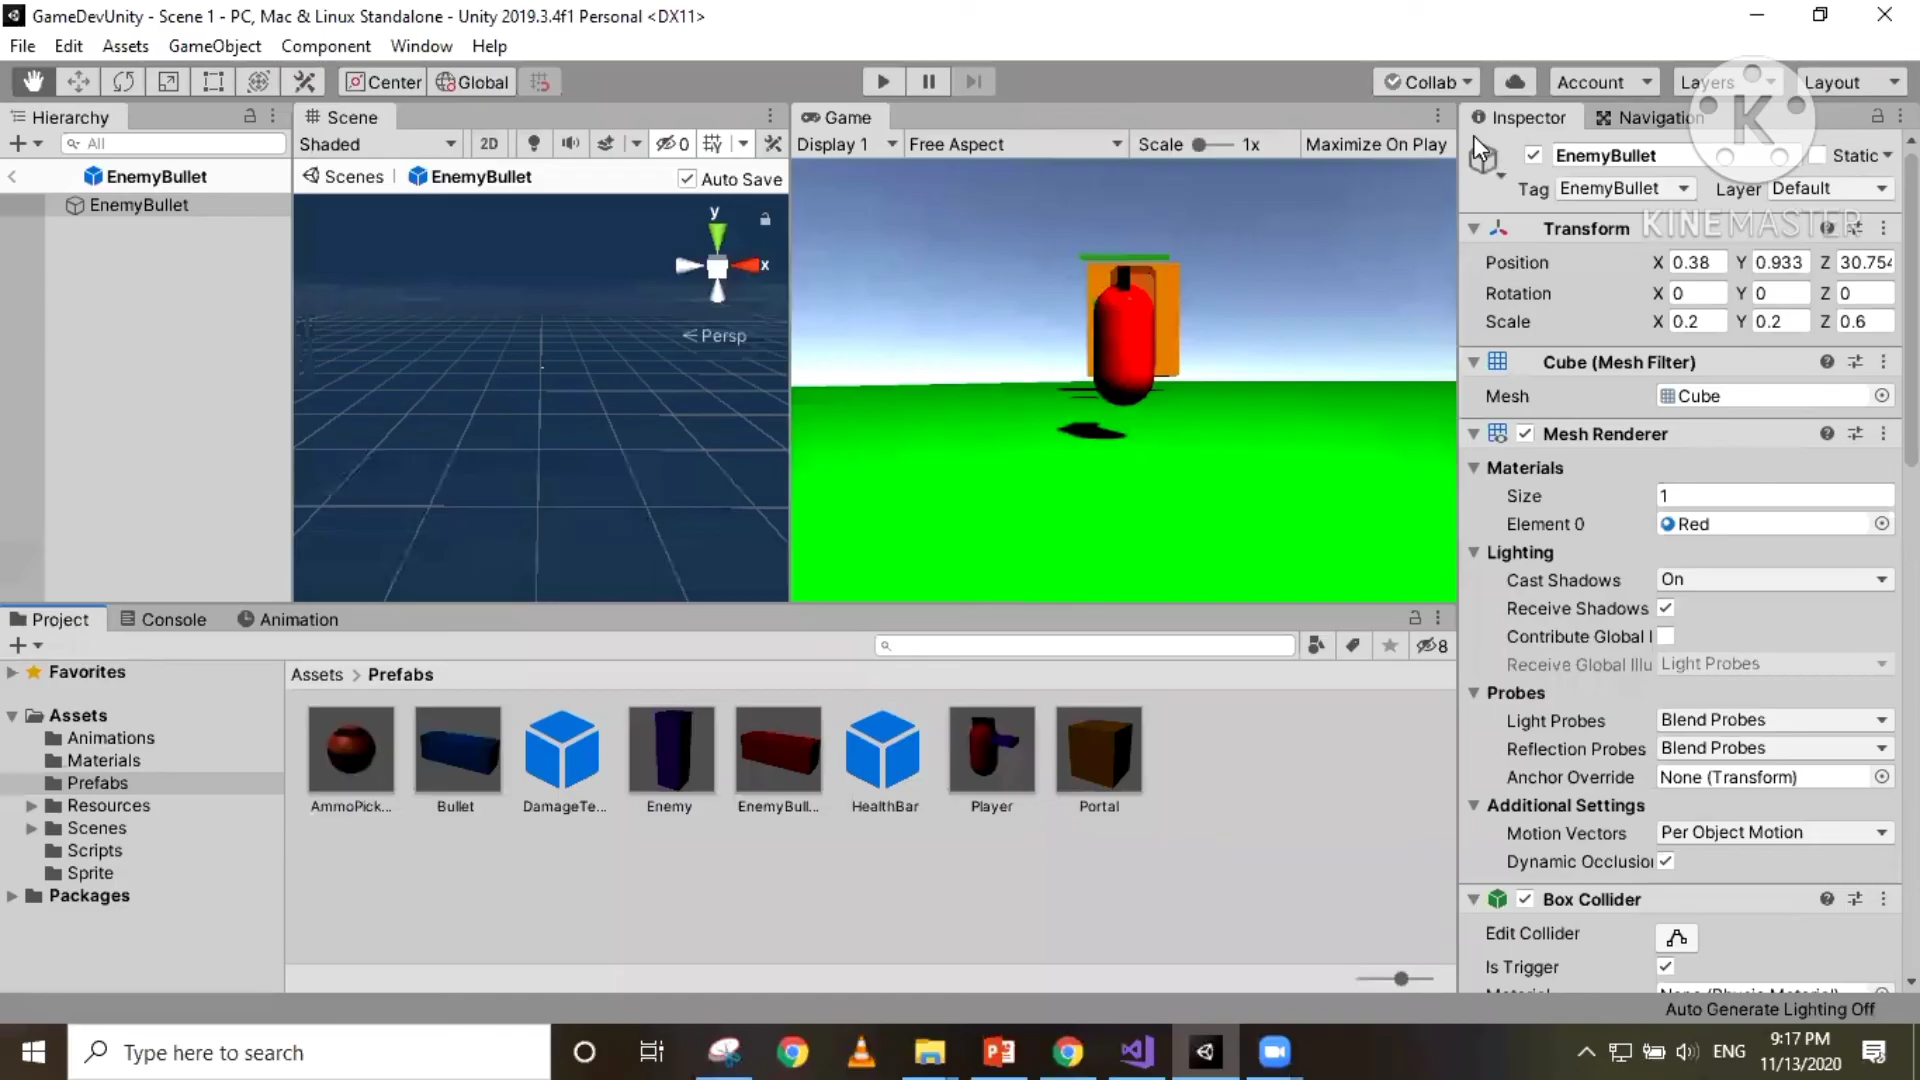 GameDevUnity - Scene 1 - PC, Mac & Linux Standalone - Unity 2019.3.4f1 Personal <DX11>
File Edit Assets GameObject Component Window Help
Center Global Collab Account Layers Layout
Hierarchy Scene Game Inspector Navigation
All Shaded 2D 0 Display 1 Free Aspect Scale 1x Maximize On Play
EnemyBullet Static
EnemyBullet Scenes EnemyBullet Auto Save
Tag EnemyBullet Layer Default
EnemyBullet
K
KINEMASTER
y
x
Persp
Transform
Position X 0.38 Y 0.933 Z 30.754
Rotation X 0 Y 0 Z 0
Scale X 0.2 Y 0.2 Z 0.6
Cube (Mesh Filter)
Mesh Cube
Mesh Renderer
Materials
Size 1
Element 0 Red
Lighting
Cast Shadows On
Receive Shadows
Contribute Global I
Receive Global Illu Light Probes
Probes
Light Probes Blend Probes
Reflection Probes Blend Probes
Anchor Override None (Transform)
Additional Settings
Motion Vectors Per Object Motion
Dynamic Occlusion
Box Collider
Edit Collider
Is Trigger
Material None (Physic Material)
Project Console Animation
8
Favorites
Assets
Animations
Materials
Prefabs
Resources
Scenes
Scripts
Sprite
Packages
Assets > Prefabs
AmmoPick... Bullet DamageTe... Enemy EnemyBull... HealthBar Player Portal
Auto Generate Lighting Off
Type here to search
ENG
9:17 PM
11/13/2020